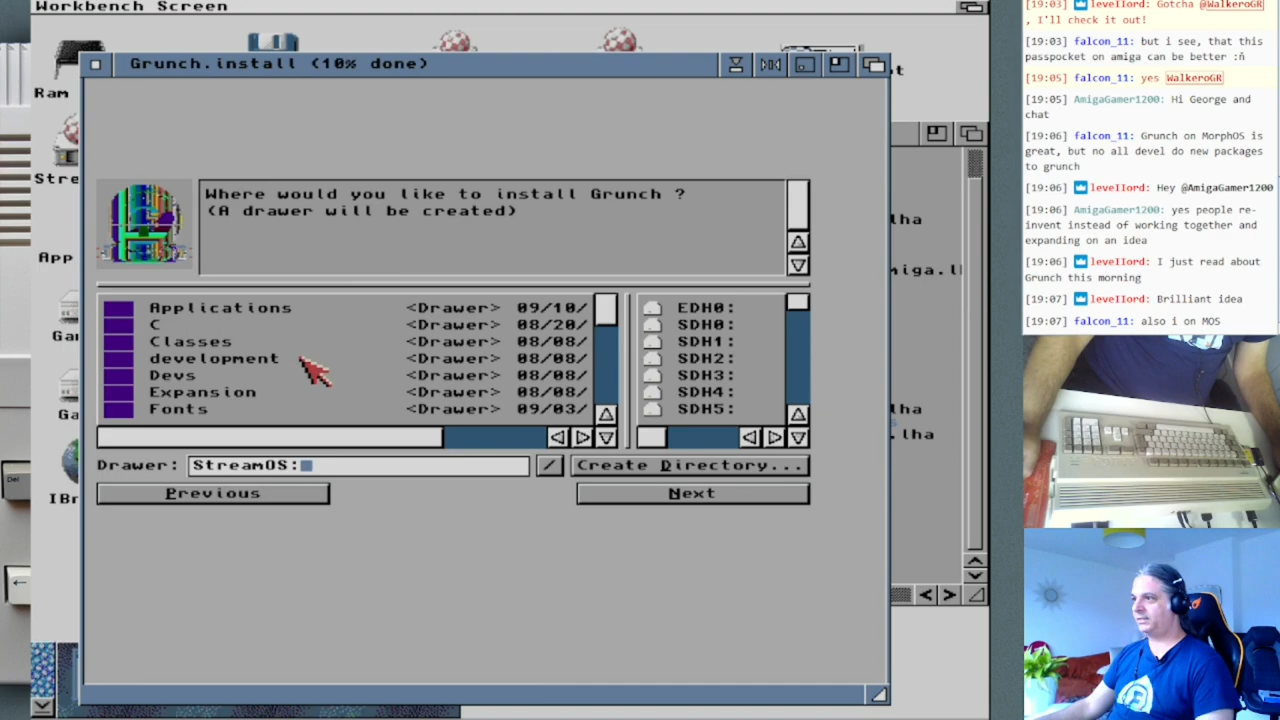 Workbench Screen
Ram
Stre
App
Ga
Ga
IBr
Del
Grunch.install (10% done)
Where would you like to install Grunch ?
(A drawer will be created)
Applications <Drawer> 09/10/
C <Drawer> 08/20/
Classes <Drawer> 08/08/
development <Drawer> 08/08/
Devs <Drawer> 08/08/
Expansion <Drawer> 08/08/
Fonts <Drawer> 09/03/
EDH0:
SDH0:
SDH1:
SDH2:
SDH3:
SDH4:
SDH5:
Drawer: StreamOS:
/
Create Directory...
Previous
Next
t
lha
iga.l
lha
.lha
[19:03] levelIord: Gotcha @WalkeroGR
, I'll check it out!
[19:03] falcon_11: but i see, that this
passpocket on amiga can be better :ñ
[19:05] falcon_11: yes WalkeroGR
[19:05] AmigaGamer1200: Hi George and
chat
[19:06] falcon_11: Grunch on MorphOS is
great, but no all devel do new packages
to grunch
[19:06] levelIord: Hey @AmigaGamer1200
[19:06] AmigaGamer1200: yes people re-
invent instead of working together and
expanding on an idea
[19:06] levelIord: I just read about
Grunch this morning
[19:07] levelIord: Brilliant idea
[19:07] falcon_11: also i on MOS